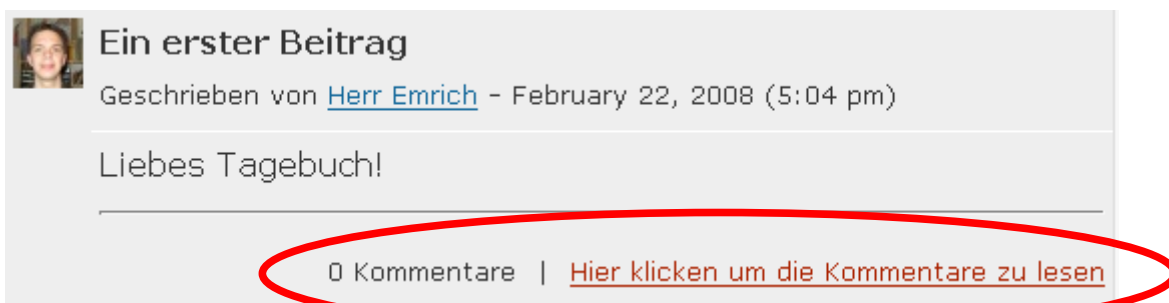 Ein erster Beitrag
Geschrieben von Herr Emrich - February 22, 2008 (5:04 pm)
Liebes Tagebuch!
0 Kommentare | Hier klicken um die Kommentare zu lesen